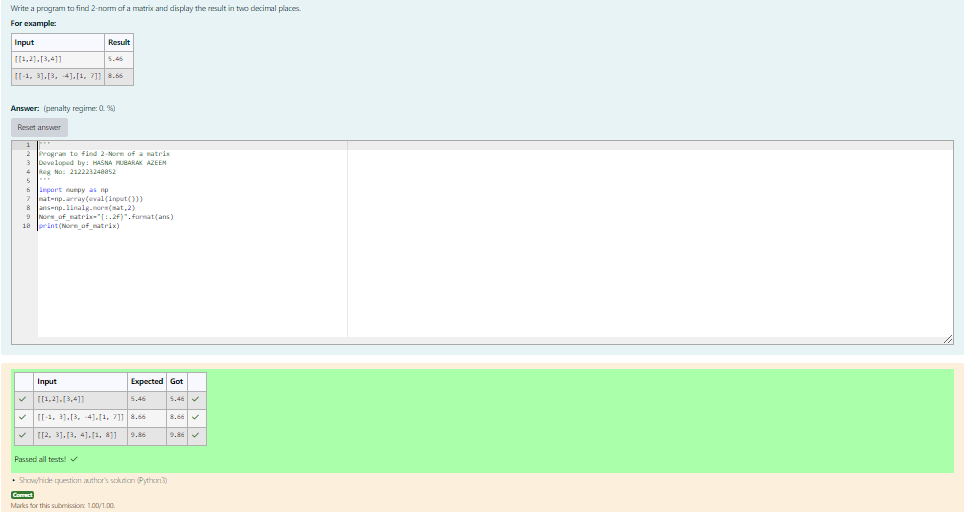 Write a program to find 2-norm of a matrix and display the result in two decimal places.
For example:
Input Result
[[1,2],[3,4]] 5.46
[[-1, 3],[3, -4],[1, 7]] 8.66
Answer: (penalty regime: 0. %)
Reset answer
1 '''
2 Program to find 2-Norm of a matrix
3 Developed by: HASNA MUBARAK AZEEM
4 Reg No: 212223240052
5 '''
6 import numpy as np
7 mat=np.array(eval(input()))
8 ans=np.linalg.norm(mat,2)
9 Norm_of_matrix="{:.2f}".format(ans)
10 print(Norm_of_matrix)
Input Expected Got
[[1,2],[3,4]] 5.46 5.46
[[-1, 3],[3, -4],[1, 7]] 8.66 8.66
[[2, 3],[3, 4],[1, 8]] 9.86 9.86
Passed all tests!
Show/hide question author's solution (Python3)
Correct
Marks for this submission: 1.00/1.00.